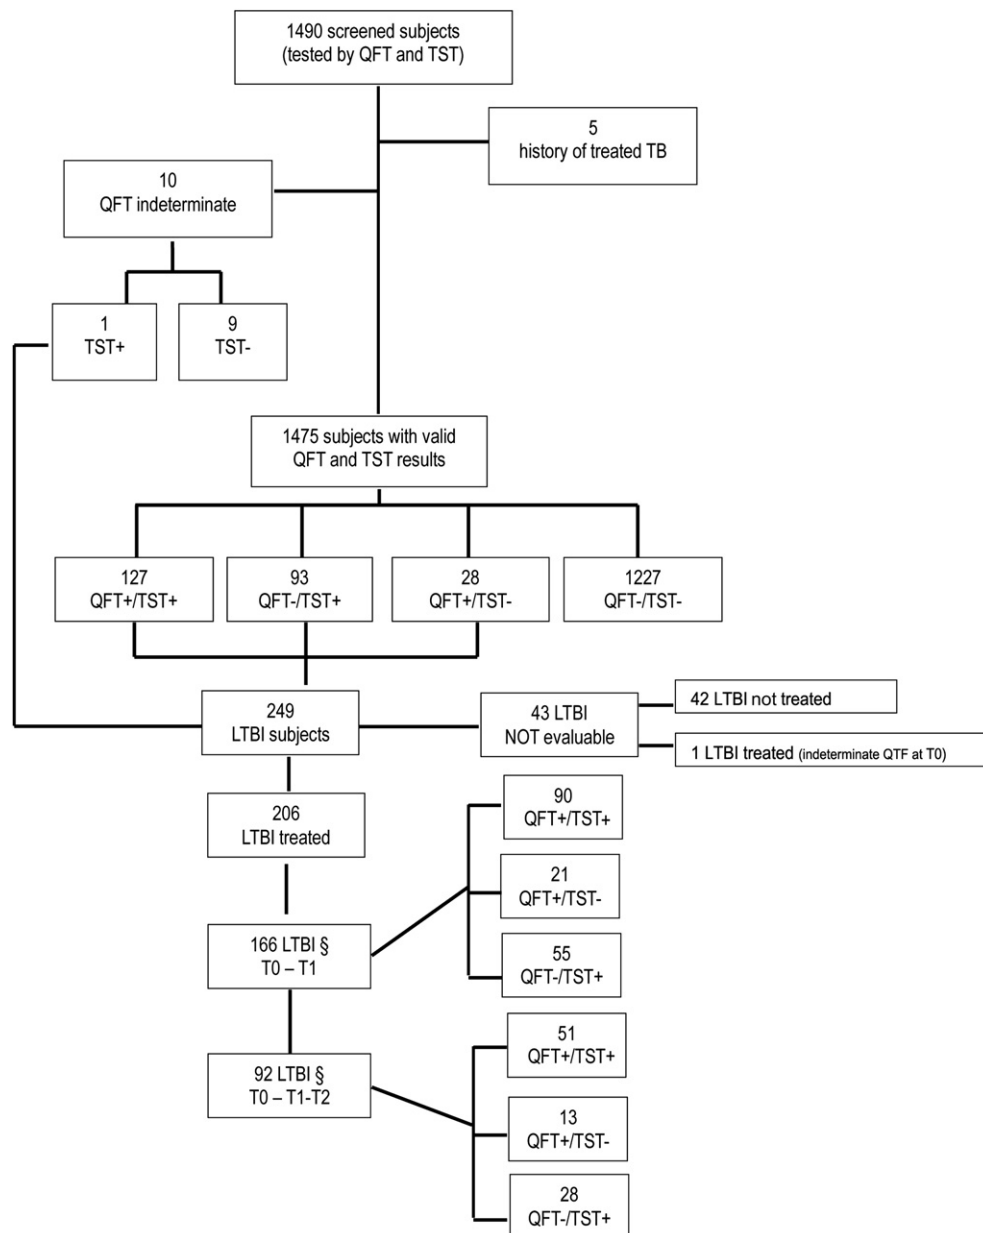 1490 screened subjects
(tested by QFT and TST)
5
history of treated TB
10
QFT indeterminate
1
TST+
9
TST-
1475 subjects with valid
QFT and TST results
127
QFT+/TST+
93
QFT-/TST+
28
QFT+/TST-
1227
QFT-/TST-
249
LTBI subjects
43 LTBI
NOT evaluable
42 LTBI not treated
1 LTBI treated (indeterminate QTF at T0)
206
LTBI treated
90
QFT+/TST+
21
QFT+/TST-
166 LTBI §
T0 – T1
55
QFT-/TST+
51
QFT+/TST+
92 LTBI §
T0 – T1-T2
13
QFT+/TST-
28
QFT-/TST+